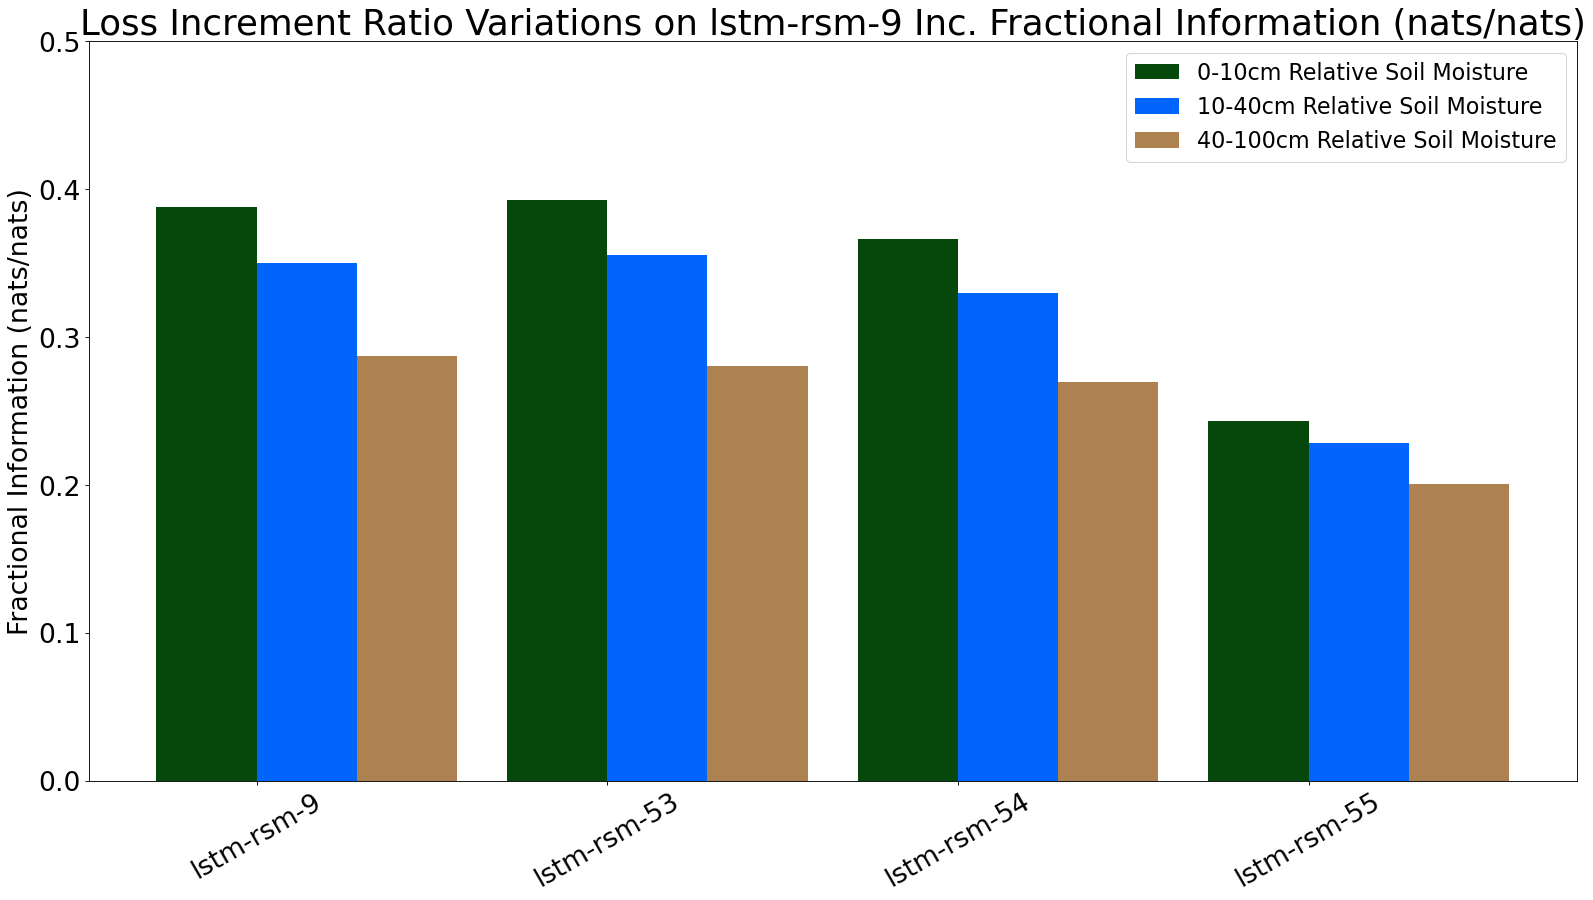 Loss Increment Ratio Variations on lstm-rsm-9 Inc. Fractional Information (nats/nats)
0-10cm Relative Soil Moisture
10-40cm Relative Soil Moisture
40-100cm Relative Soil Moisture
Fractional Information (nats/nats)
0.5
0.4
0.3
0.2
0.1
0.0
lstm-rsm-9
lstm-rsm-53
lstm-rsm-54
lstm-rsm-55